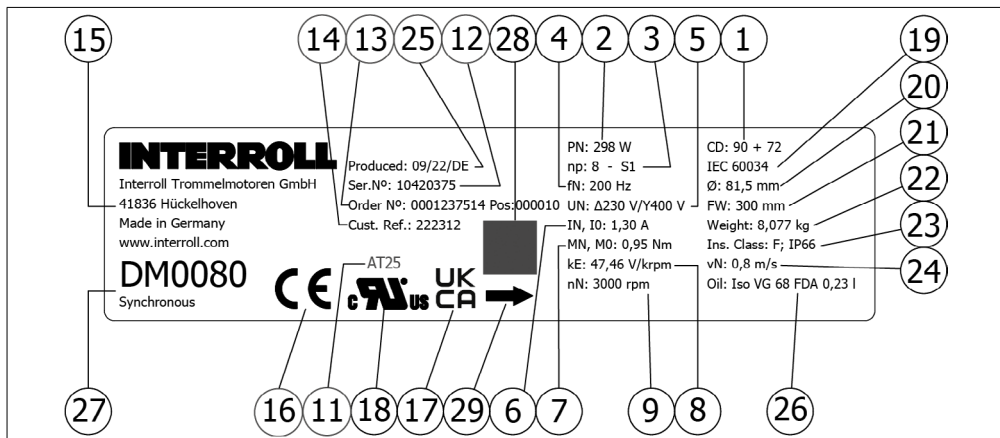 15 14 13 25 12 28 4 2 3 5 1 19
20
21
22
23
24
INTERROLL
Interroll Trommelmotoren GmbH
41836 Hückelhoven
Made in Germany
www.interroll.com
DM0080
Synchronous
Produced: 09/22/DE
Ser.Nº: 10420375
Order Nº: 0001237514 Pos:000010
Cust. Ref.: 222312
AT25
CE
c RU US
UK
CA
PN: 298 W
np: 8 - S1
fN: 200 Hz
UN: Δ230 V/Y400 V
IN, I0: 1,30 A
MN, M0: 0,95 Nm
kE: 47,46 V/krpm
nN: 3000 rpm
CD: 90 + 72
IEC 60034
Ø: 81,5 mm
FW: 300 mm
Weight: 8,077 kg
Ins. Class: F; IP66
vN: 0,8 m/s
Oil: Iso VG 68 FDA 0,23 l
27 16 11 18 17 29 6 7 9 8 26